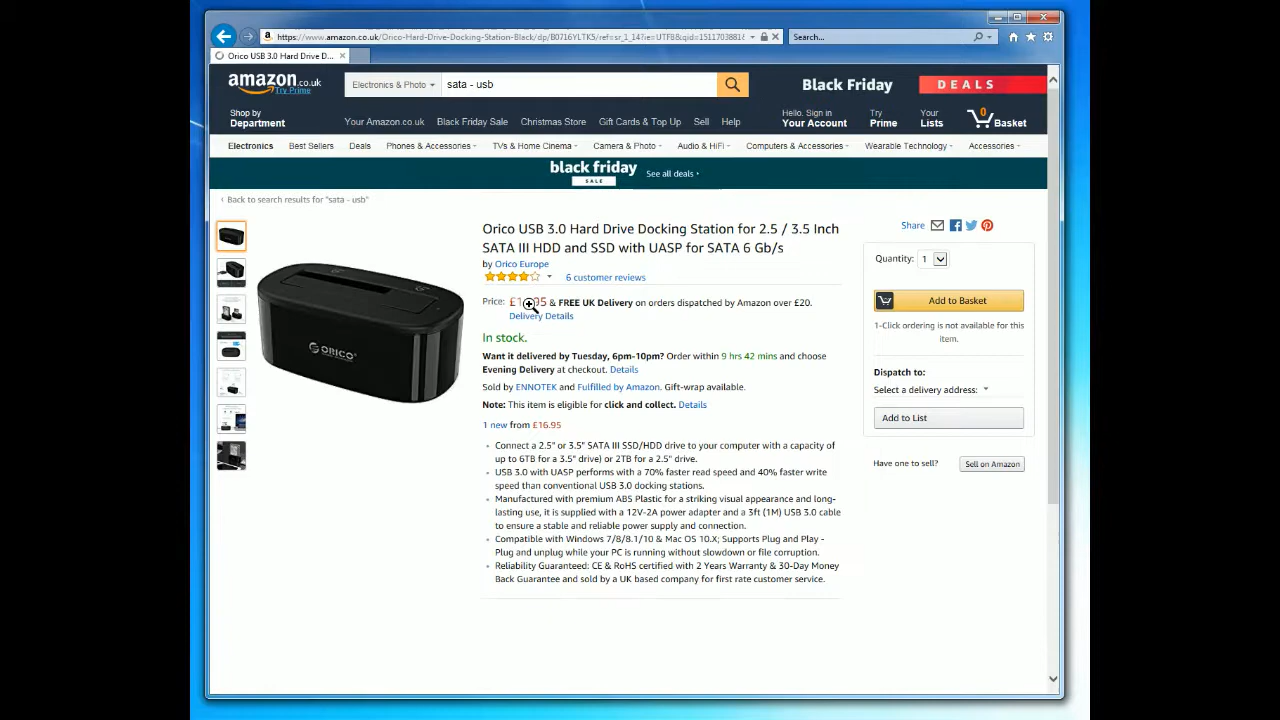 https://www.amazon.co.uk/Orico-Hard-Drive-Docking-Station-Black/dp/B0716YLTK5/ref=sr_1_14?ie=UTF8&qid=1511703881&
Search...
Orico USB 3.0 Hard Drive D...
amazon.co.uk
Try Prime
Electronics & Photo
sata - usb
Black Friday
DEALS
Shop by
Department
Your Amazon.co.uk
Black Friday Sale
Christmas Store
Gift Cards & Top Up
Sell
Help
Hello. Sign in
Your Account
Try
Prime
Your
Lists
0
Basket
Electronics
Best Sellers
Deals
Phones & Accessories
TVs & Home Cinema
Camera & Photo
Audio & HiFi
Computers & Accessories
Wearable Technology
Accessories
black friday
SALE
See all deals
‹ Back to search results for "sata - usb"
Orico USB 3.0 Hard Drive Docking Station for 2.5 / 3.5 Inch
SATA III HDD and SSD with UASP for SATA 6 Gb/s
by Orico Europe
6 customer reviews
Price: & FREE UK Delivery on orders dispatched by Amazon over £20.
Delivery Details
In stock.
Want it delivered by Tuesday, 6pm-10pm? Order within 9 hrs 42 mins and choose
Evening Delivery at checkout. Details
Sold by ENNOTEK and Fulfilled by Amazon. Gift-wrap available.
Note: This item is eligible for click and collect. Details
1 new from £16.95
Connect a 2.5" or 3.5" SATA III SSD/HDD drive to your computer with a capacity of
up to 6TB for a 3.5" drive) or 2TB for a 2.5" drive.
USB 3.0 with UASP performs with a 70% faster read speed and 40% faster write
speed than conventional USB 3.0 docking stations.
Manufactured with premium ABS Plastic for a striking visual appearance and long-
lasting use, it is supplied with a 12V-2A power adapter and a 3ft (1M) USB 3.0 cable
to ensure a stable and reliable power supply and connection.
Compatible with Windows 7/8/8.1/10 & Mac OS 10.X; Supports Plug and Play -
Plug and unplug while your PC is running without slowdown or file corruption.
Reliability Guaranteed: CE & RoHS certified with 2 Years Warranty & 30-Day Money
Back Guarantee and sold by a UK based company for first rate customer service.
ORICO
Share
Quantity: 1
Add to Basket
1-Click ordering is not available for this
item.
Dispatch to:
Select a delivery address:
Add to List
Have one to sell?
Sell on Amazon